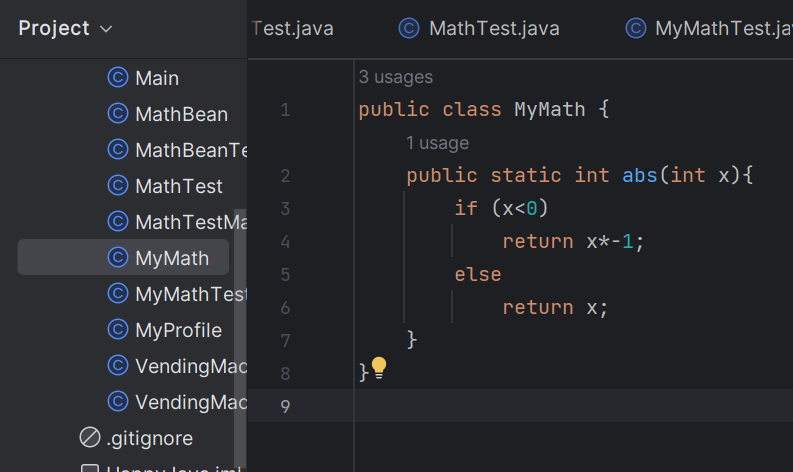 Project
Main
MathBean
MathBeanTe
MathTest
MathTestMa
MyMath
MyMathTest
MyProfile
VendingMac
VendingMac
.gitignore
Test.java
MathTest.java
MyMathTest.ja
3 usages
1 public class MyMath {
1 usage
2 public static int abs(int x){
3 if (x<0)
4 return x*-1;
5 else
6 return x;
7 }
8 }
9